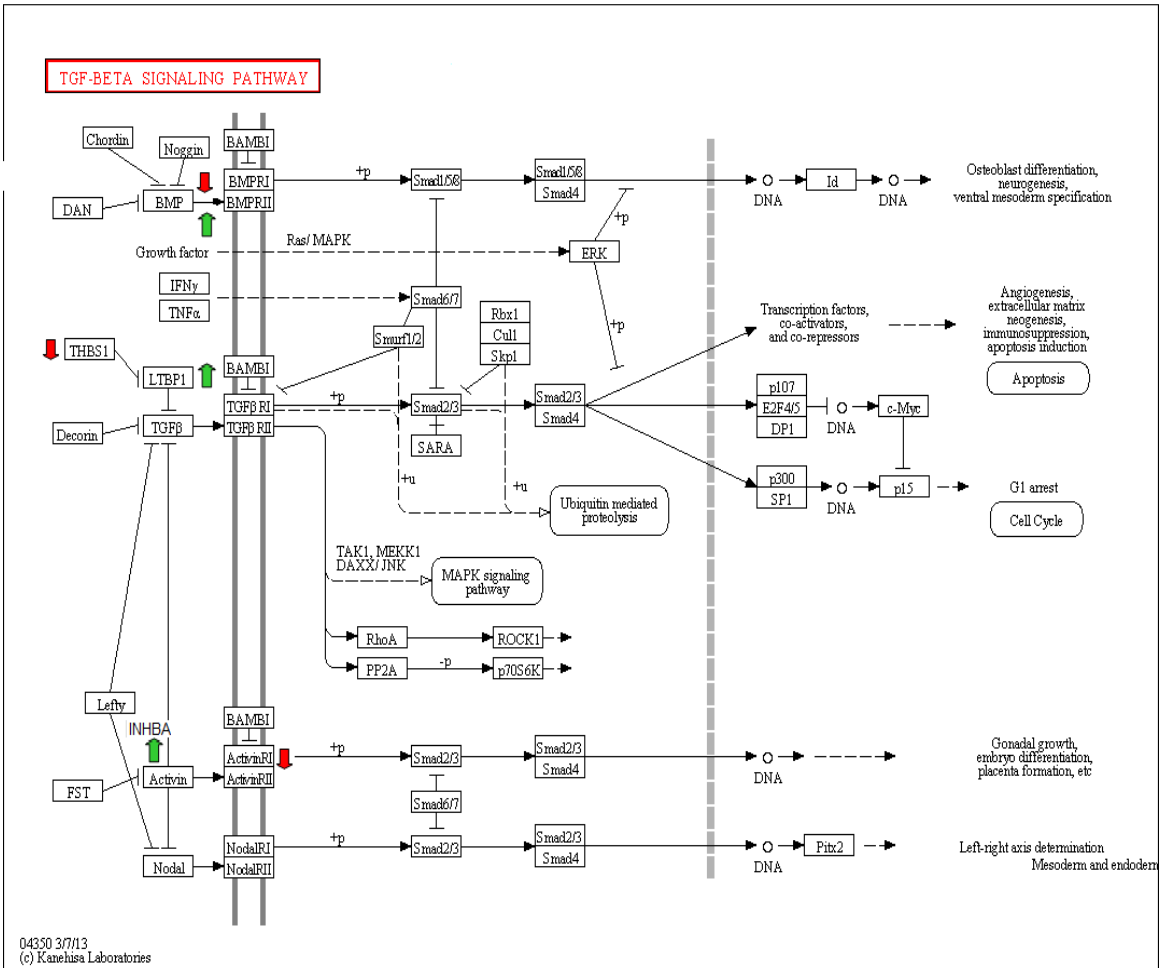 TGF-BETA SIGNALING PATHWAY
Chordin
Noggin
BAMBI
DAN
BMP
BMPRI
BMPRII
+p
Smad1/5/8
Smad1/5/8
Smad4
DNA
Id
DNA
Osteoblast differentiation,
neurogenesis,
ventral mesoderm specification
Growth factor
Ras/ MAPK
ERK
+p
+p
IFNγ
TNFα
Smad6/7
Smurf1/2
Rbx1
Cul1
Skp1
Transcription factors,
co-activators,
and co-repressors
Angiogenesis,
extracellular matrix
neogenesis,
immunosuppression,
apoptosis induction
Apoptosis
THBS1
LTBP1
BAMBI
Decorin
TGFβ
TGFβ RI
TGFβ RII
+p
Smad2/3
SARA
Smad2/3
Smad4
p107
E2F4/5
DP1
DNA
c-Myc
p300
SP1
DNA
p15
G1 arrest
Cell Cycle
+u
+u
Ubiquitin mediated
proteolysis
TAK1, MEKK1
DAXX/ JNK
MAPK signaling
pathway
RhoA
ROCK1
PP2A
-p
p70S6K
Lefty
INHBA
BAMBI
FST
Activin
ActivinRI
ActivinRII
+p
Smad2/3
Smad2/3
Smad4
DNA
Gonadal growth,
embryo differentiation,
placenta formation, etc
Smad6/7
Nodal
NodalRI
NodalRII
+p
Smad2/3
Smad2/3
Smad4
DNA
Pitx2
Left-right axis determination
Mesoderm and endoderm
04350 3/7/13
(c) Kanehisa Laboratories